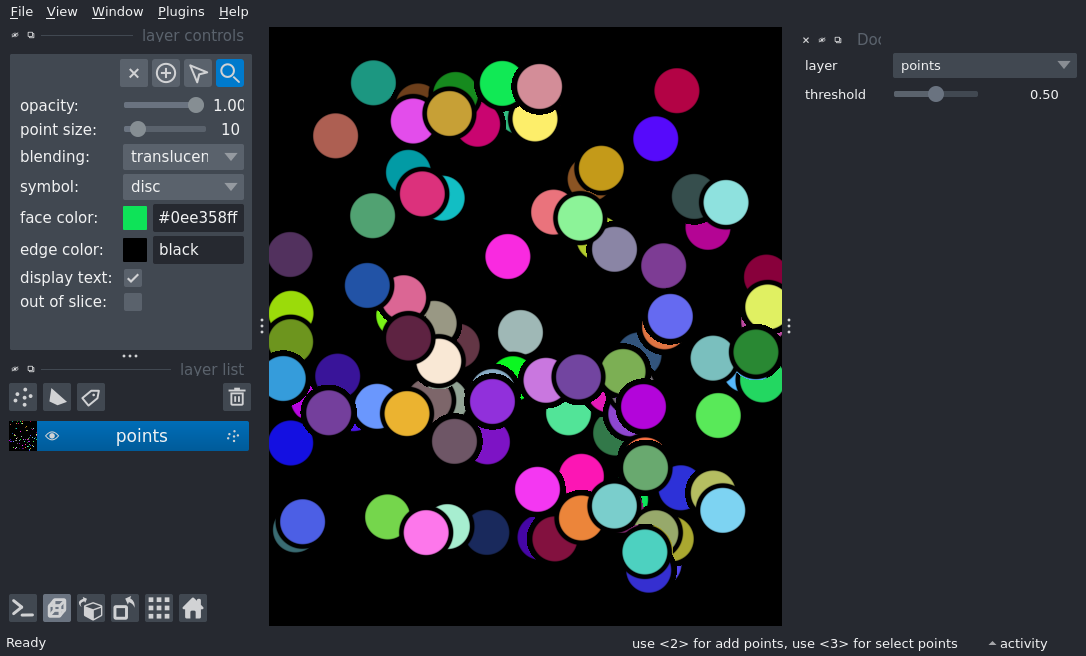 File View Window Plugins Help
layer controls
opacity: 1.00
point size: 10
blending: translucen
symbol: disc
face color: #0ee358ff
edge color: black
display text:
out of slice:
layer list
points
Doc
layer points
threshold 0.50
Ready
use <2> for add points, use <3> for select points
activity